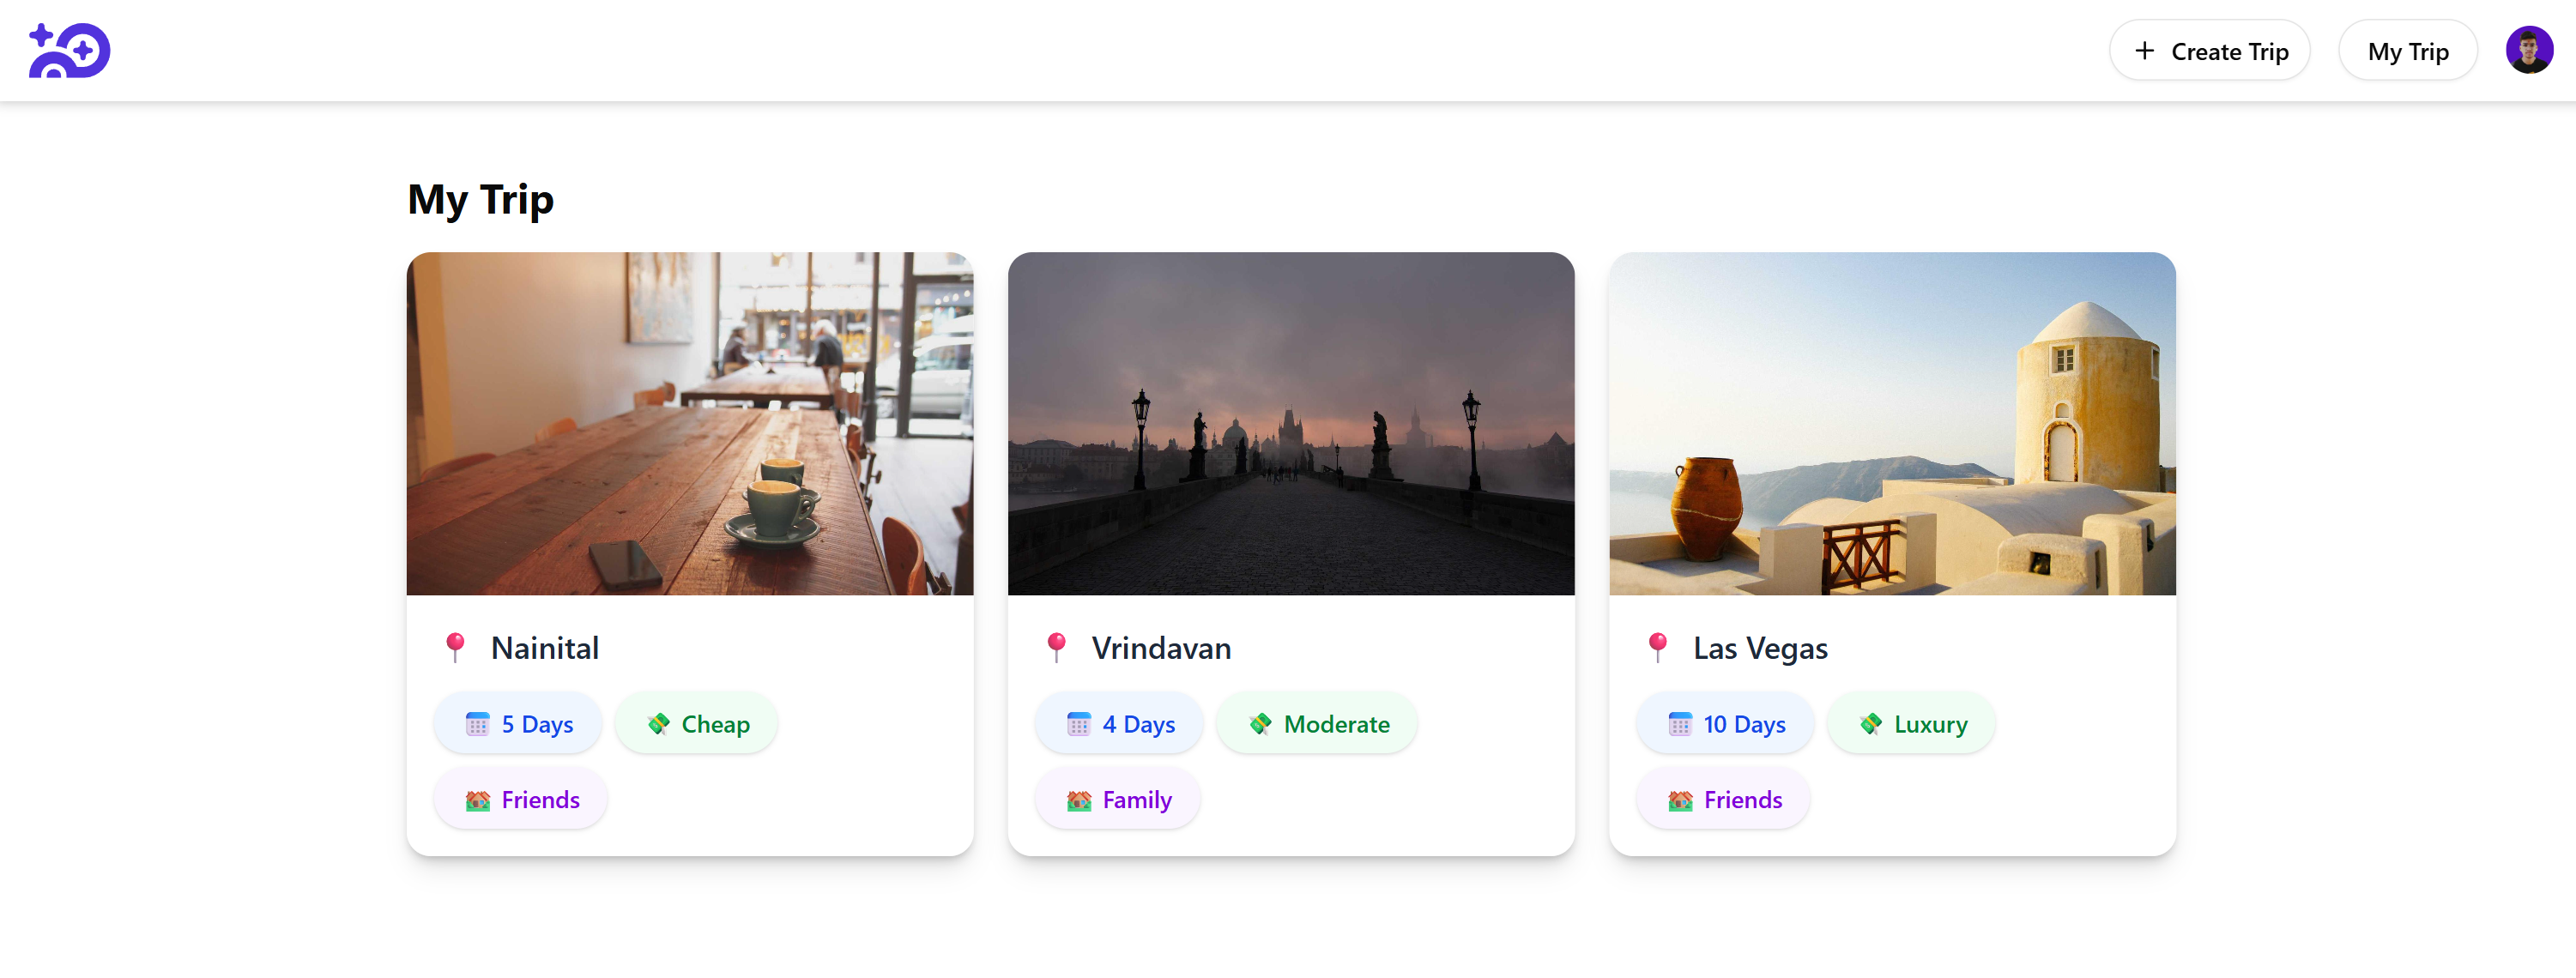 Create Trip
My Trip
My Trip
Nainital
5 Days
Cheap
Friends
Vrindavan
4 Days
Moderate
Family
Las Vegas
10 Days
Luxury
Friends